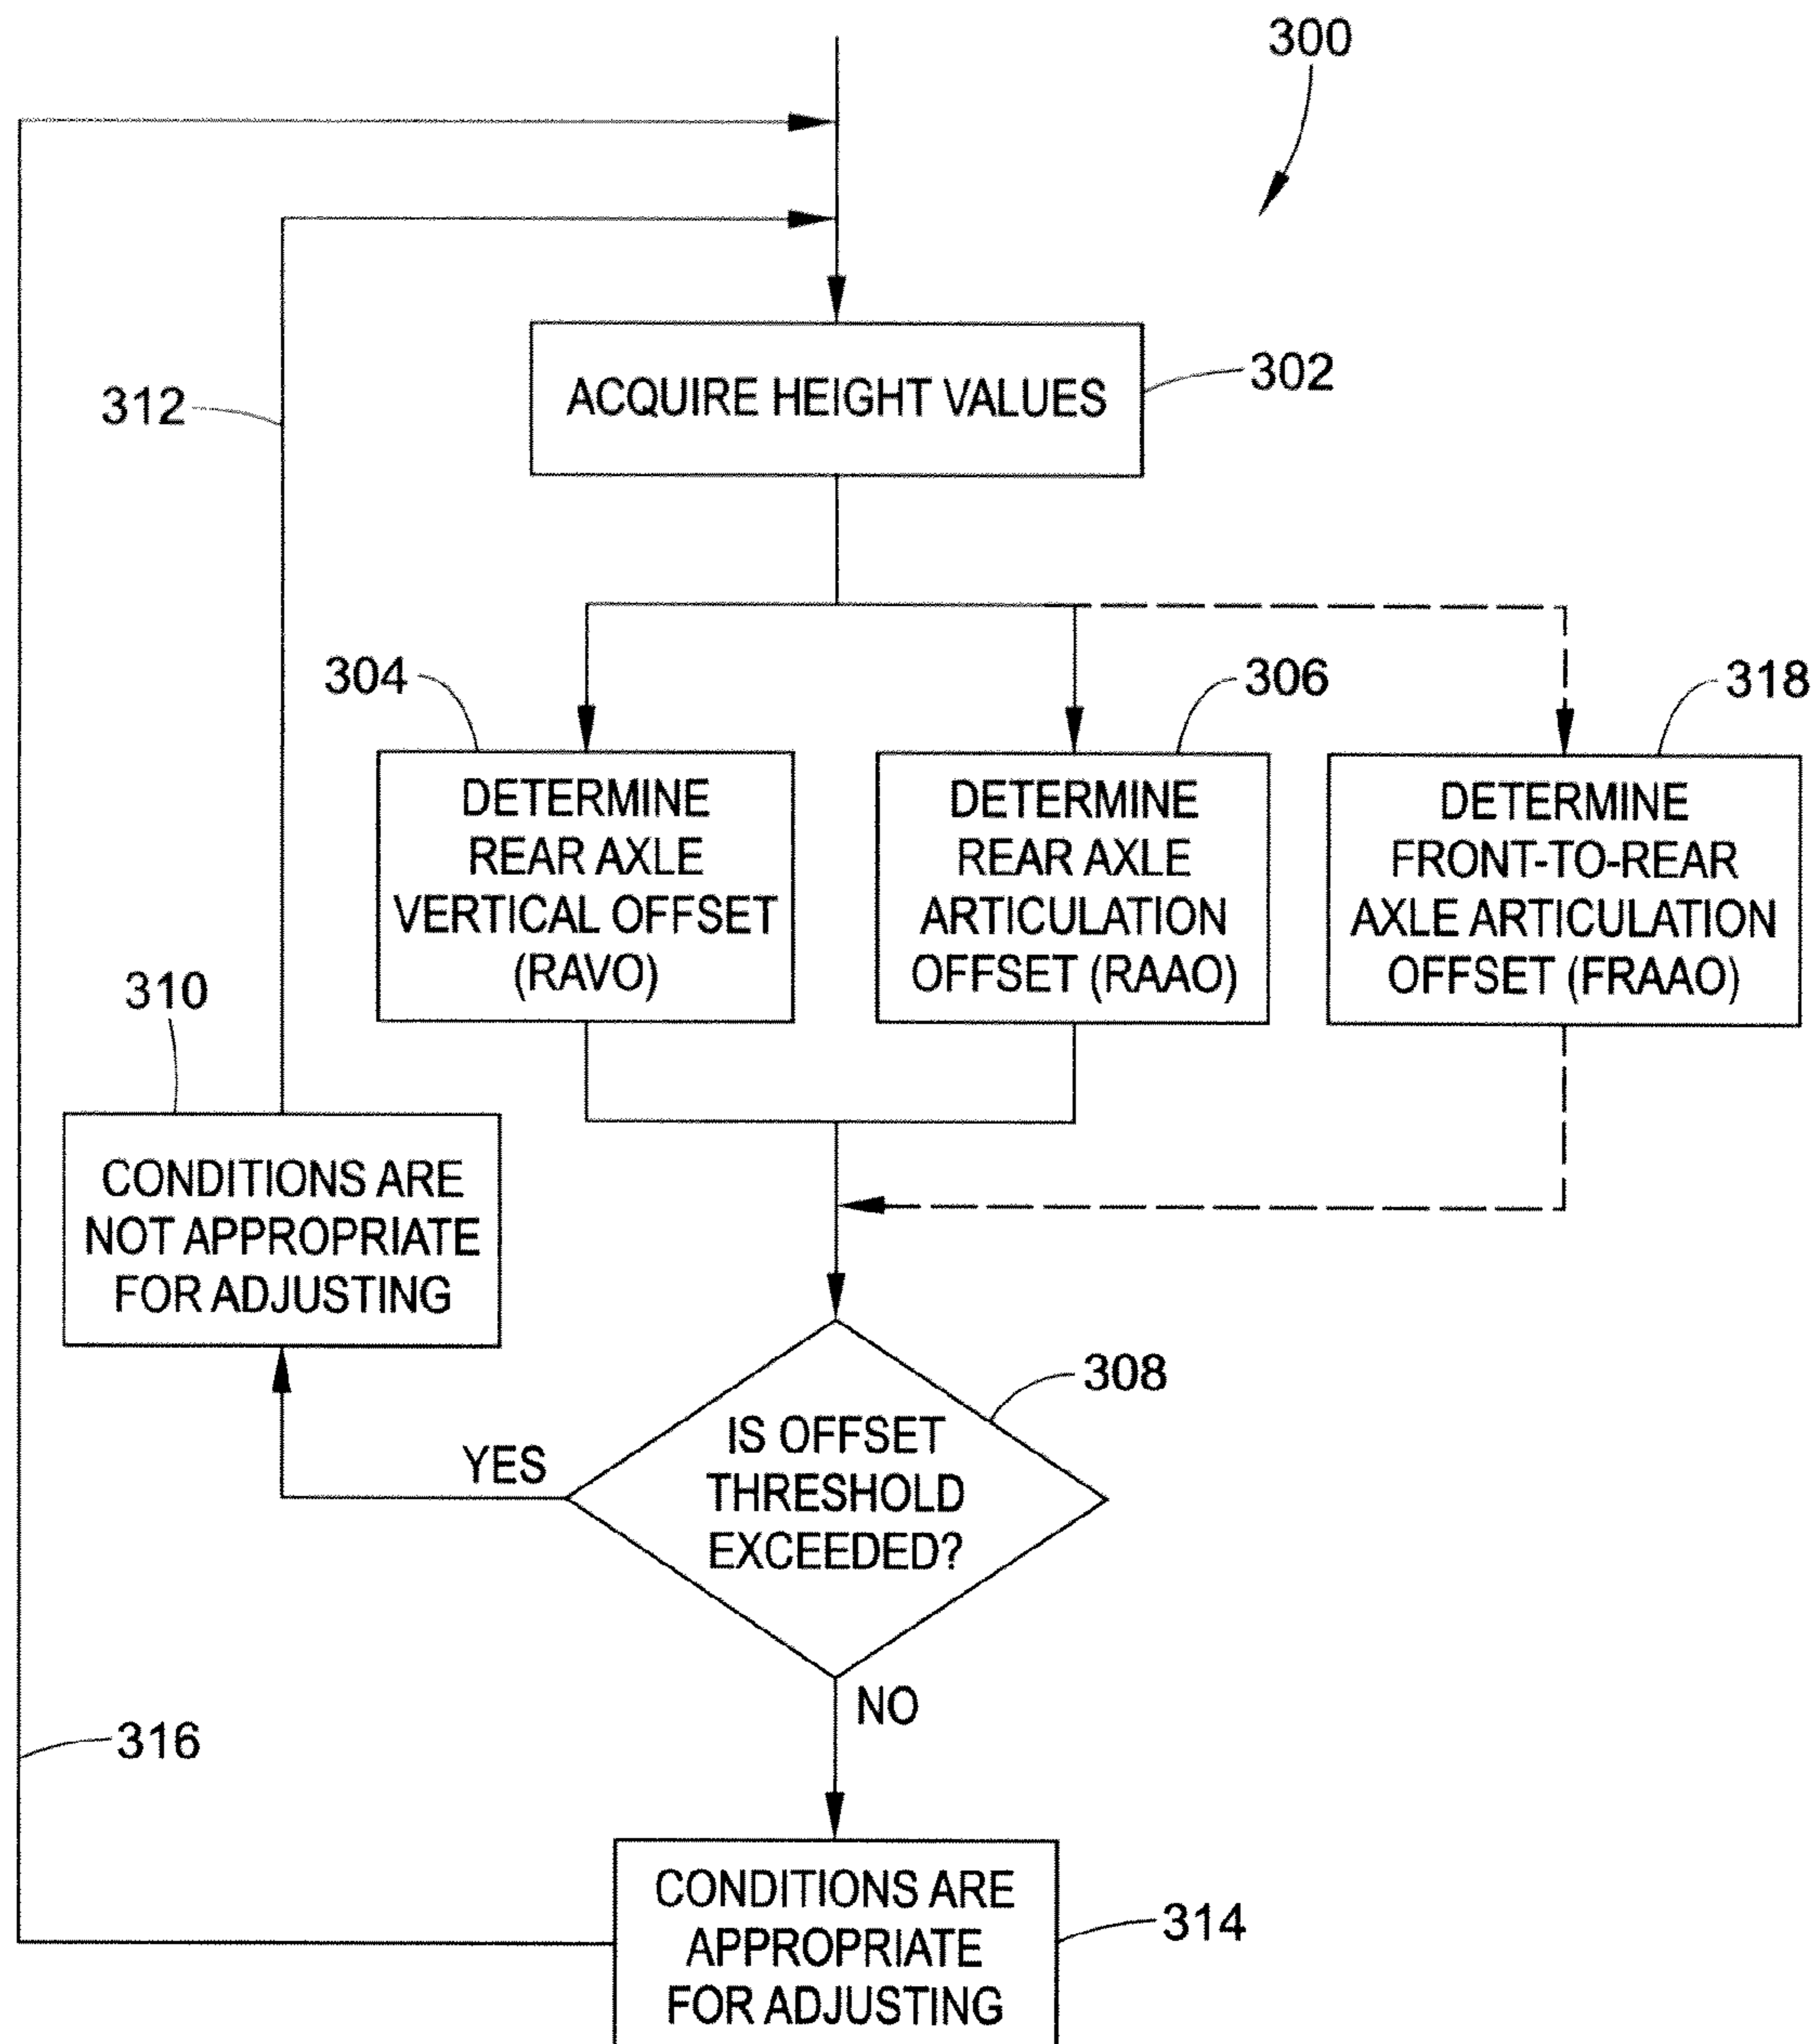 300
ACQUIRE HEIGHT VALUES
302
312
304
306
318
DETERMINE
REAR AXLE
VERTICAL OFFSET
(RAVO)
DETERMINE
REAR AXLE
ARTICULATION
OFFSET (RAAO)
DETERMINE
FRONT-TO-REAR
AXLE ARTICULATION
OFFSET (FRAAO)
310
CONDITIONS ARE
NOT APPROPRIATE
FOR ADJUSTING
308
IS OFFSET
THRESHOLD
EXCEEDED?
YES
NO
316
CONDITIONS ARE
APPROPRIATE
FOR ADJUSTING
314